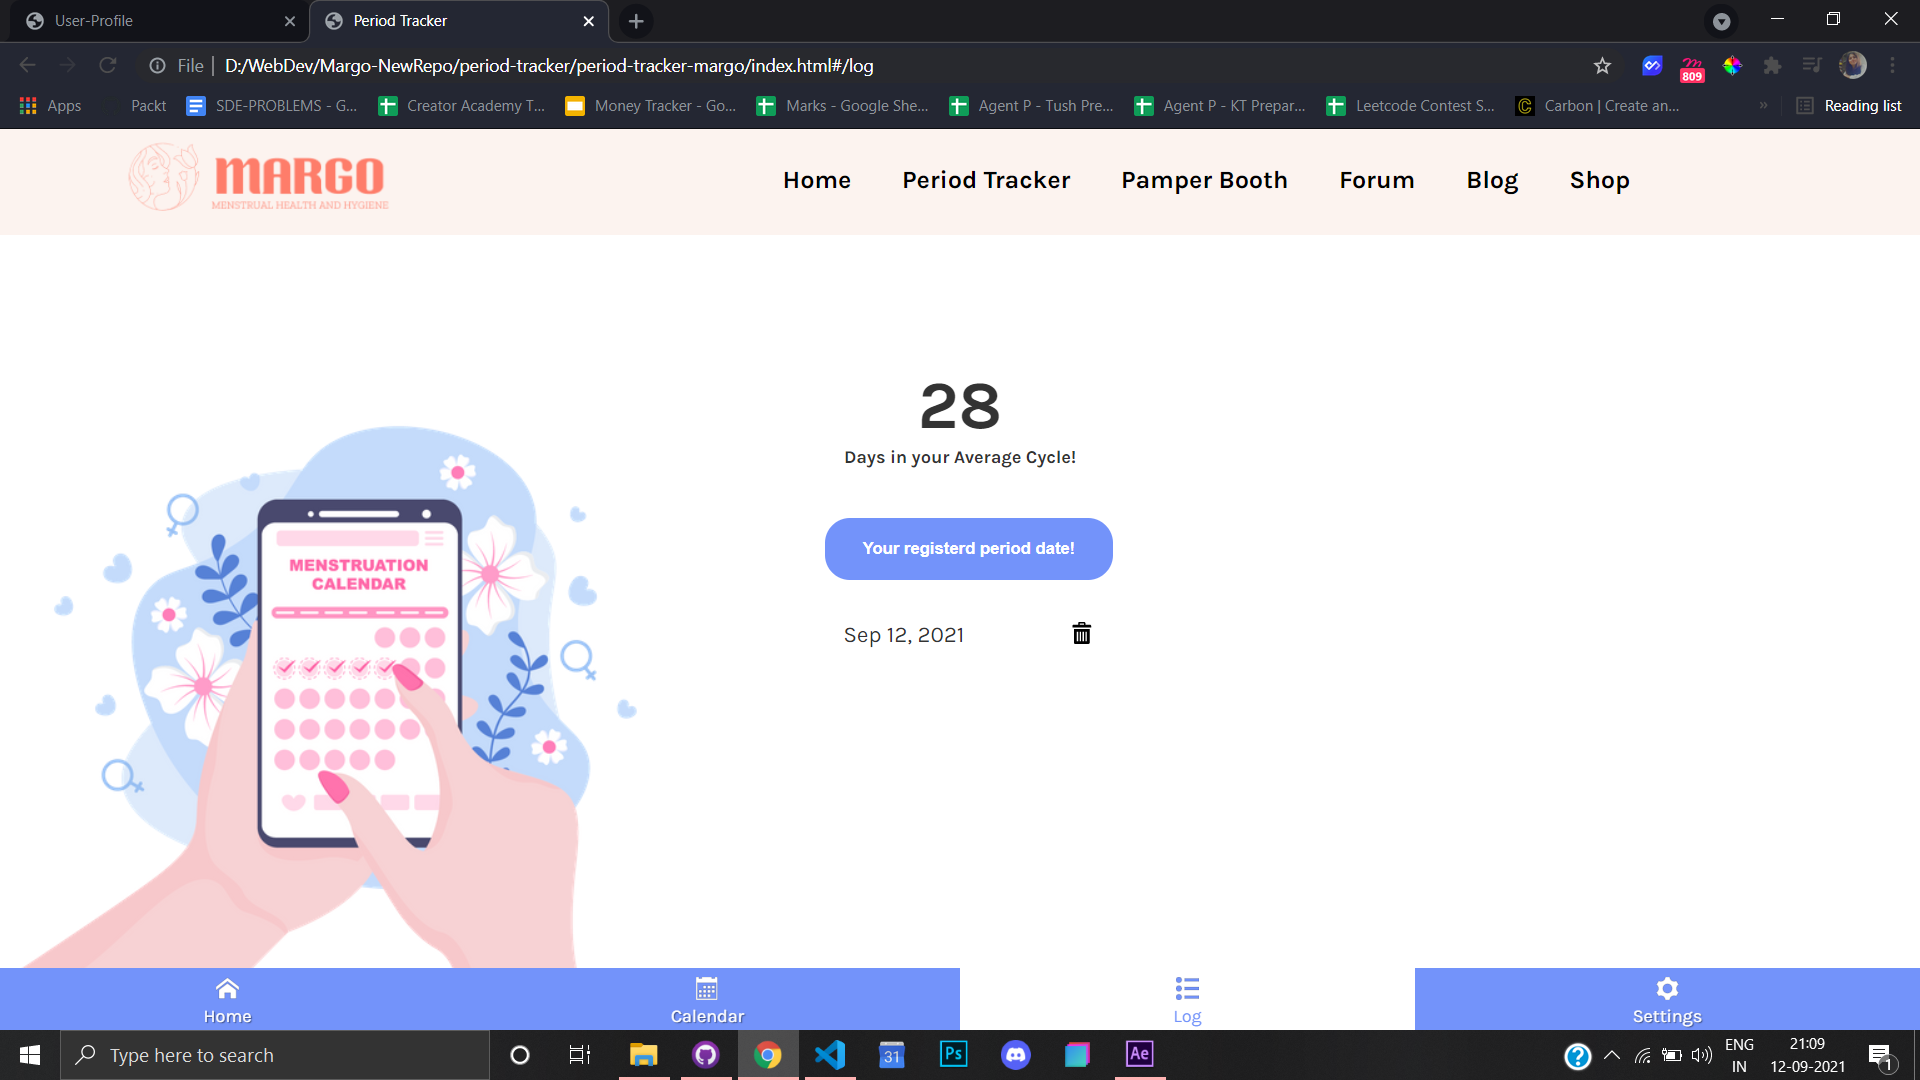 User-Profile
Period Tracker
File
D:/WebDev/Margo-NewRepo/period-tracker/period-tracker-margo/index.html#/log
809
Apps
Packt
SDE-PROBLEMS - G...
Creator Academy T...
Money Tracker - Go...
Marks - Google She...
Agent P - Tush Pre...
Agent P - KT Prepar...
Leetcode Contest S...
Carbon | Create an...
»
Reading list
MARGO
MENSTRUAL HEALTH AND HYGIENE
Home
Period Tracker
Pamper Booth
Forum
Blog
Shop
28
Days in your Average Cycle!
Your registerd period date!
Sep 12, 2021
MENSTRUATION
CALENDAR
Home
Calendar
Log
Settings
Type here to search
31
Ps
Ae
ENG
IN
21:09
12-09-2021
1